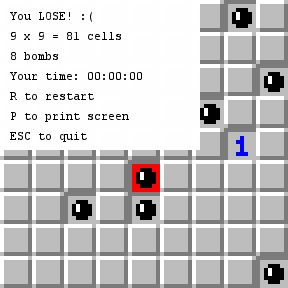 You LOSE! :(
9 x 9 = 81 cells
8 bombs
Your time: 00:00:00
R to restart
P to print screen
ESC to quit
1